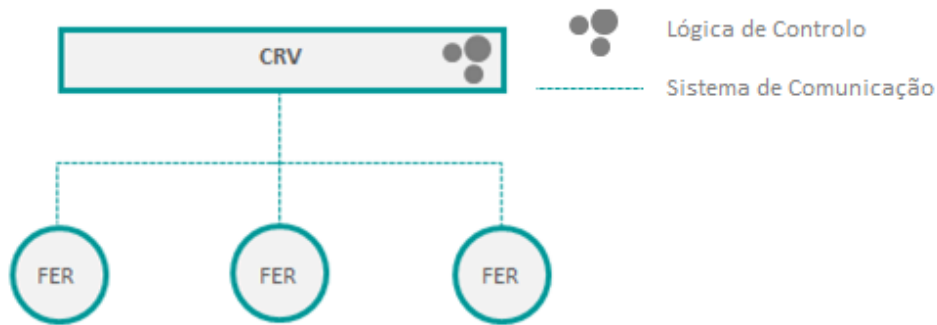 CRV
Lógica de Controlo
Sistema de Comunicação
FER
FER
FER